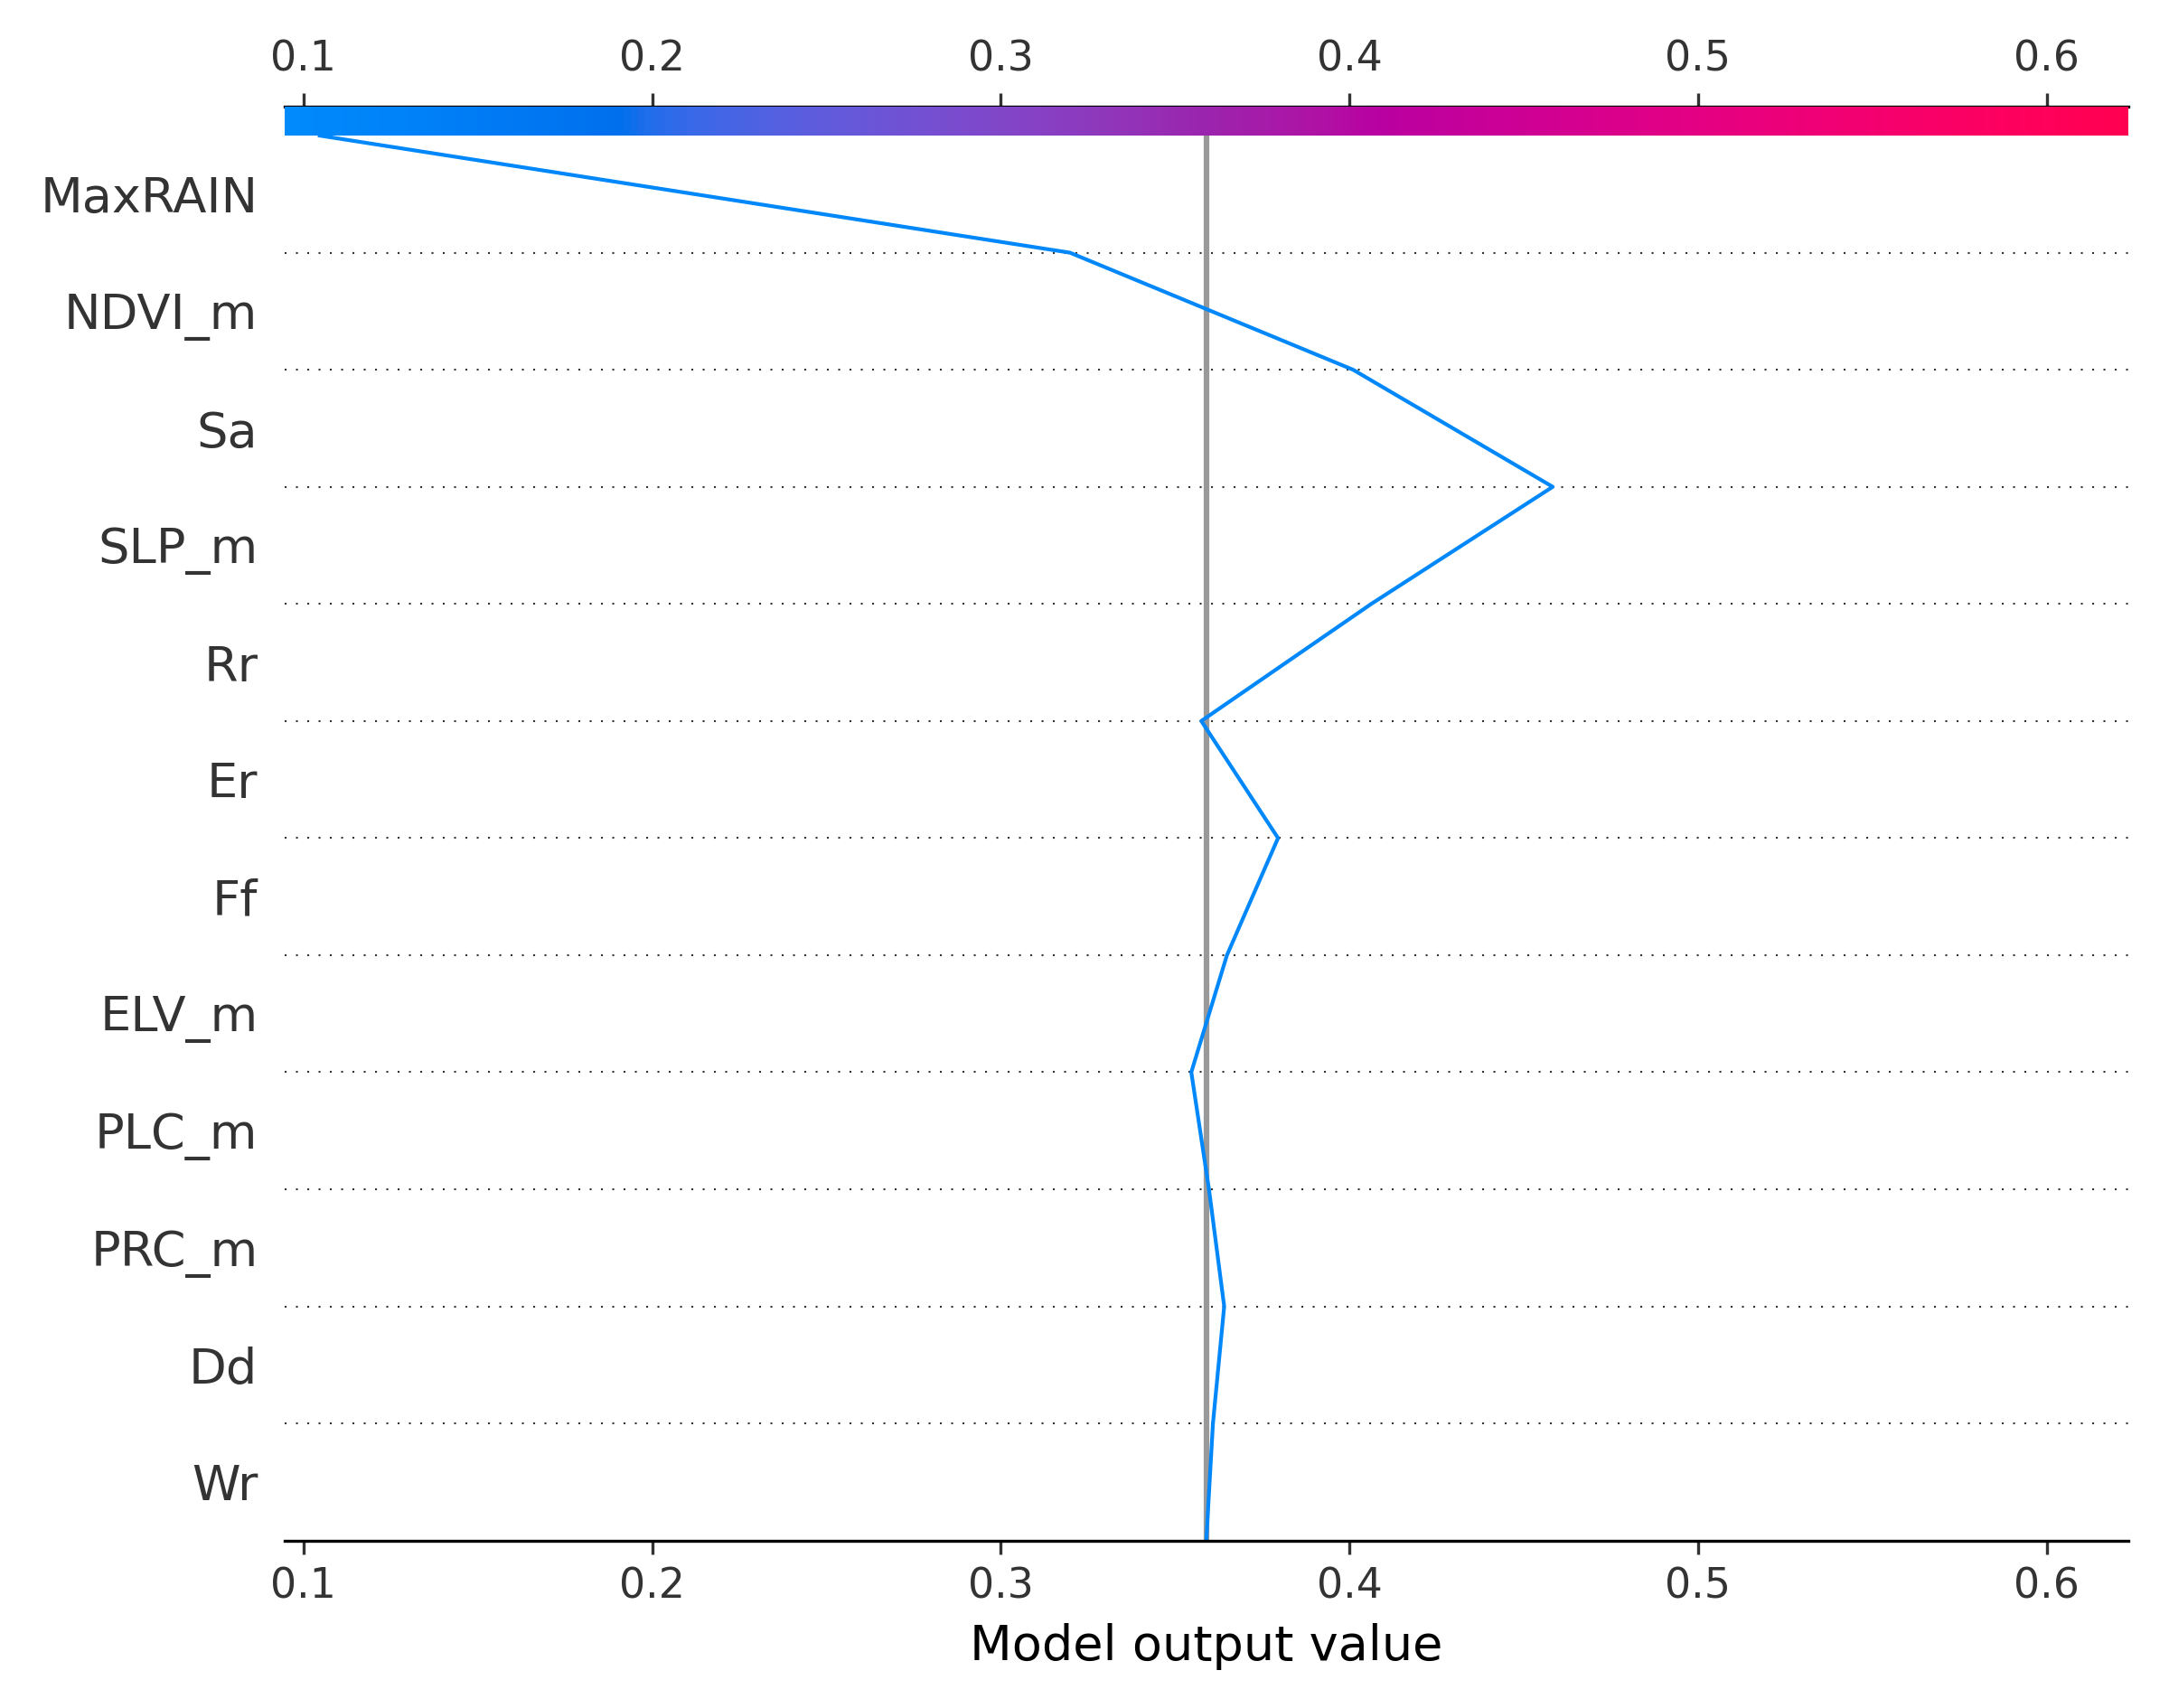 0.1 0.2 0.3 0.4 0.5 0.6
MaxRAIN
NDVI_m
Sa
SLP_m
Rr
Er
Ff
ELV_m
PLC_m
PRC_m
Dd
Wr
0.1 0.2 0.3 0.4 0.5 0.6
Model output value